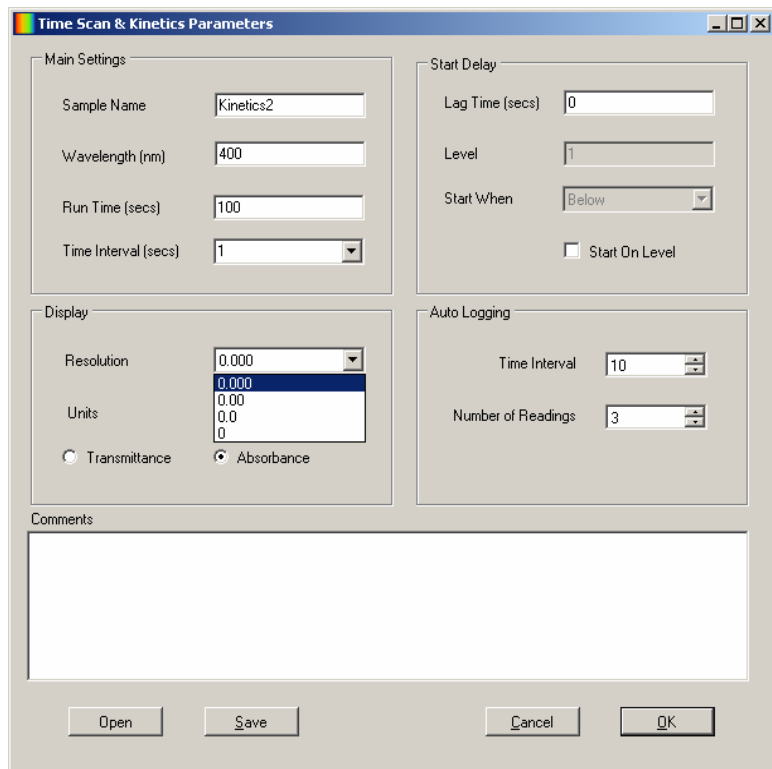 Time Scan & Kinetics Parameters
Main Settings
Sample Name Kinetics2
Wavelength (nm) 400
Run Time (secs) 100
Time Interval (secs) 1
Start Delay
Lag Time (secs) 0
Level 1
Start When Below
Start On Level
Display
Resolution 0.000
0.000
0.00
0.0
0
Units
Transmittance Absorbance
Auto Logging
Time Interval 10
Number of Readings 3
Comments
Open Save Cancel OK